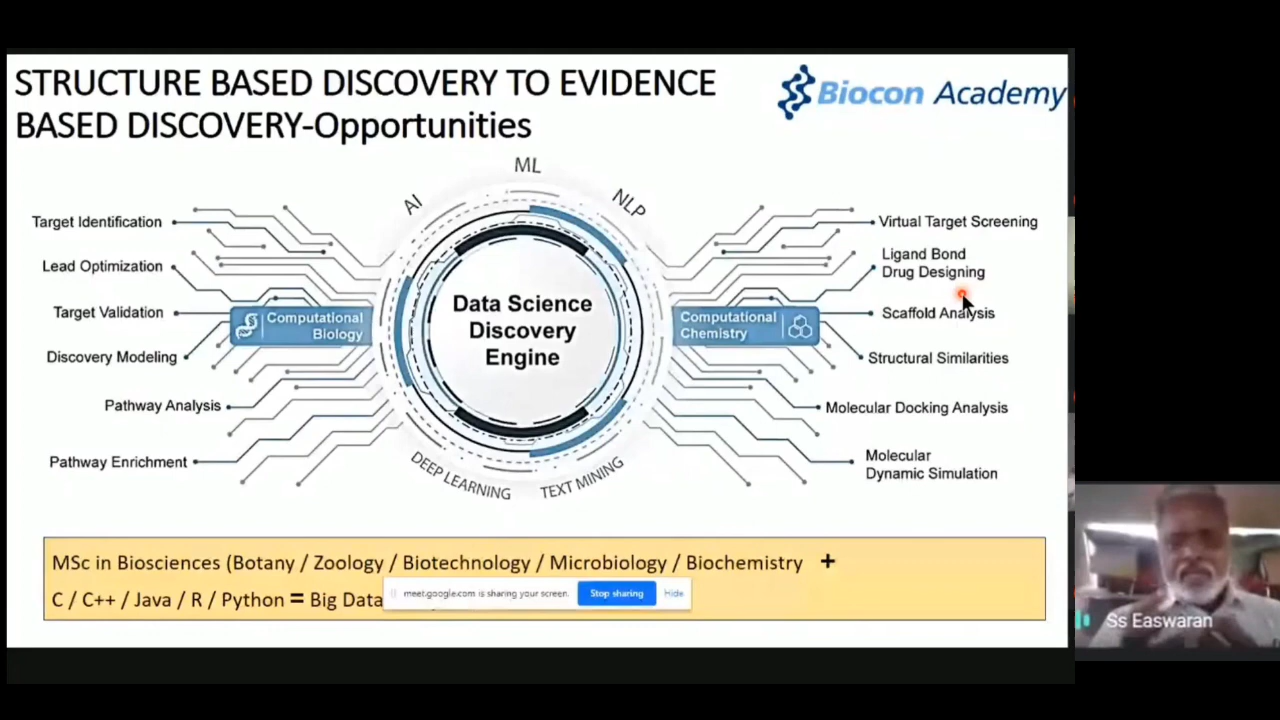 STRUCTURE BASED DISCOVERY TO EVIDENCE
BASED DISCOVERY-Opportunities
Biocon Academy
AI
ML
NLP
Target Identification
Lead Optimization
Target Validation
Discovery Modeling
Pathway Analysis
Pathway Enrichment
Computational
Biology
Data Science
Discovery
Engine
Computational
Chemistry
DEEP LEARNING
TEXT MINING
Virtual Target Screening
Ligand Bond
Drug Designing
Scaffold Analysis
Structural Similarities
Molecular Docking Analysis
Molecular
Dynamic Simulation
MSc in Biosciences (Botany / Zoology / Biotechnology / Microbiology / Biochemistry +
C / C++ / Java / R / Python = Big Data
meet.google.com is sharing your screen.
Stop sharing
Hide
Ss Easwaran